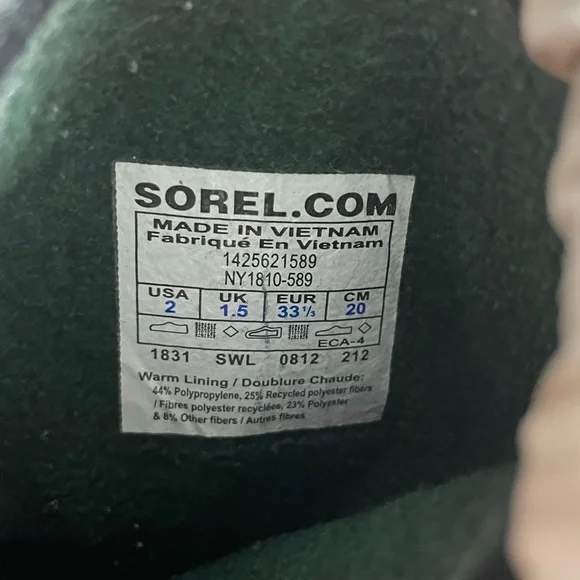 SOREL.COM
MADE IN VIETNAM
Fabriqué En Vietnam
1425621589
NY1810-589
USA UK EUR CM
2 1.5 33 1/3 20
ECA-4
1831 SWL 0812 212
Warm Lining / Doublure Chaude:
44% Polypropylene, 25% Recycled polyester fibers
/ Fibres polyester recyclées, 23% Polyester
& 8% Other fibers / Autres fibres